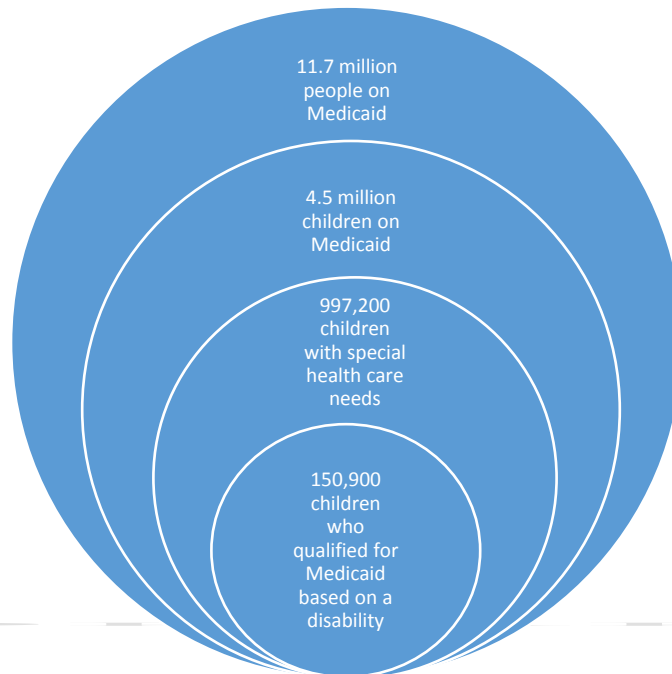 11.7 million
people on
Medicaid
4.5 million
children on
Medicaid
997,200
children
with special
health care
needs
150,900
children
who
qualified for
Medicaid
based on a
disability